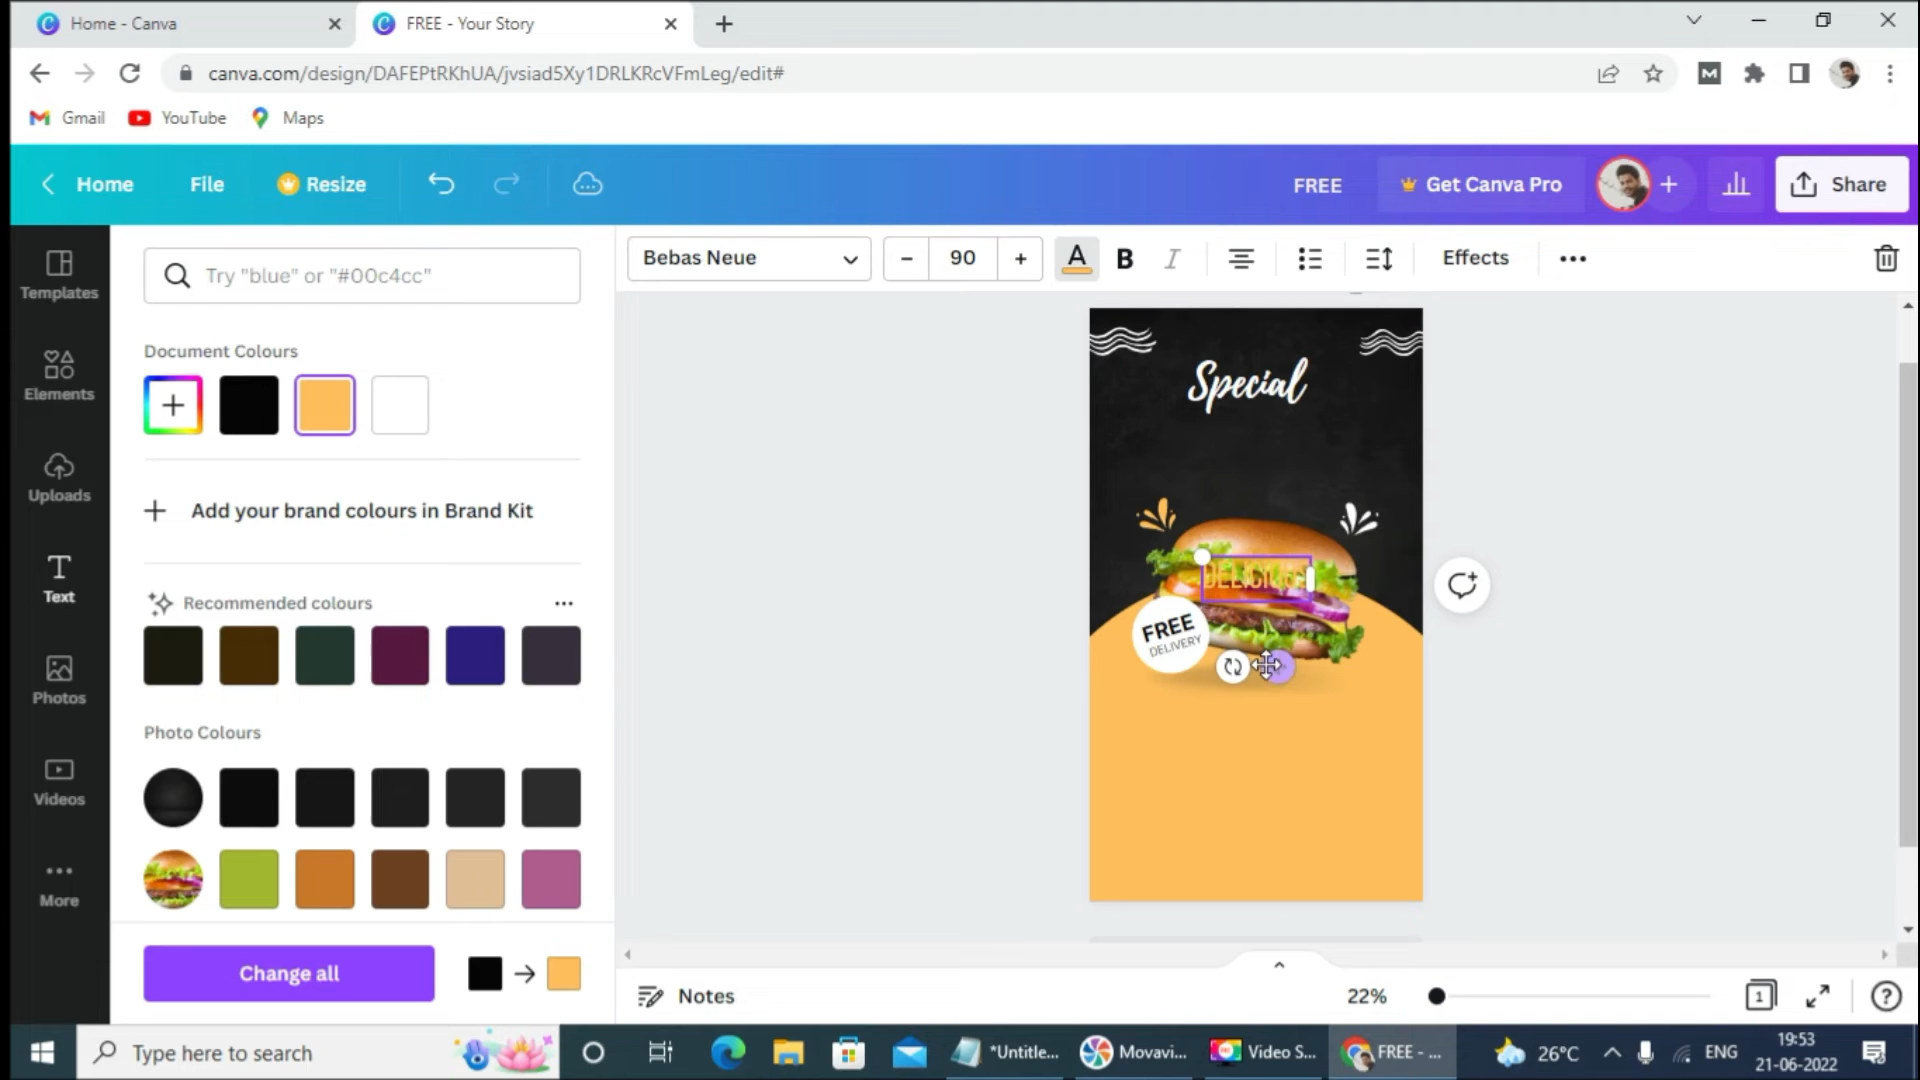 Home - Canva
FREE - Your Story
canva.com/design/DAFEPtRKhUA/jvsiad5Xy1DRLKRcVFmLeg/edit#
Gmail
YouTube
Maps
Home
File
Resize
FREE
Get Canva Pro
Share
Templates
Elements
Uploads
Text
Photos
Videos
More
Try "blue" or "#00c4cc"
Document Colours
Add your brand colours in Brand Kit
Recommended colours
Photo Colours
Change all
Bebas Neue
90
A
B
I
Effects
Special
FREE
DELIVERY
Notes
22%
1
Type here to search
*Untitle...
Movavi...
Video S...
FREE - ...
26°C
ENG
19:53
21-06-2022